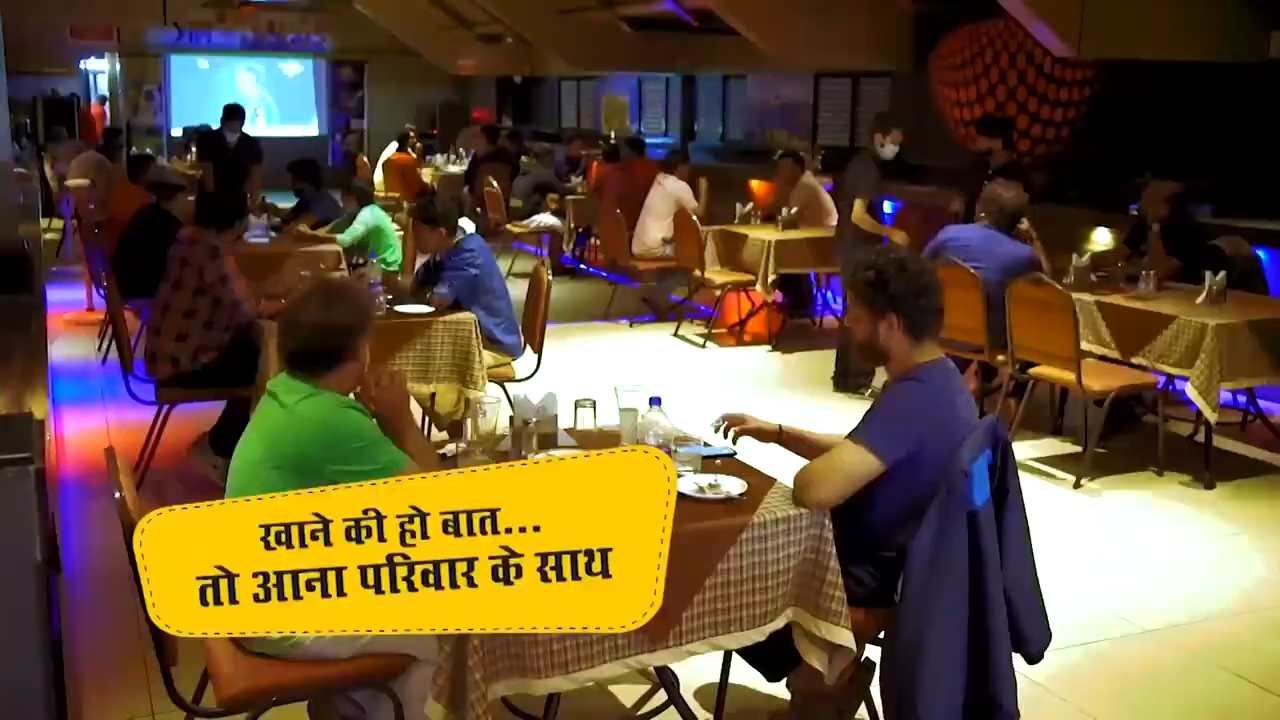 खाने की हो बात...
तो आना परिवार के साथ